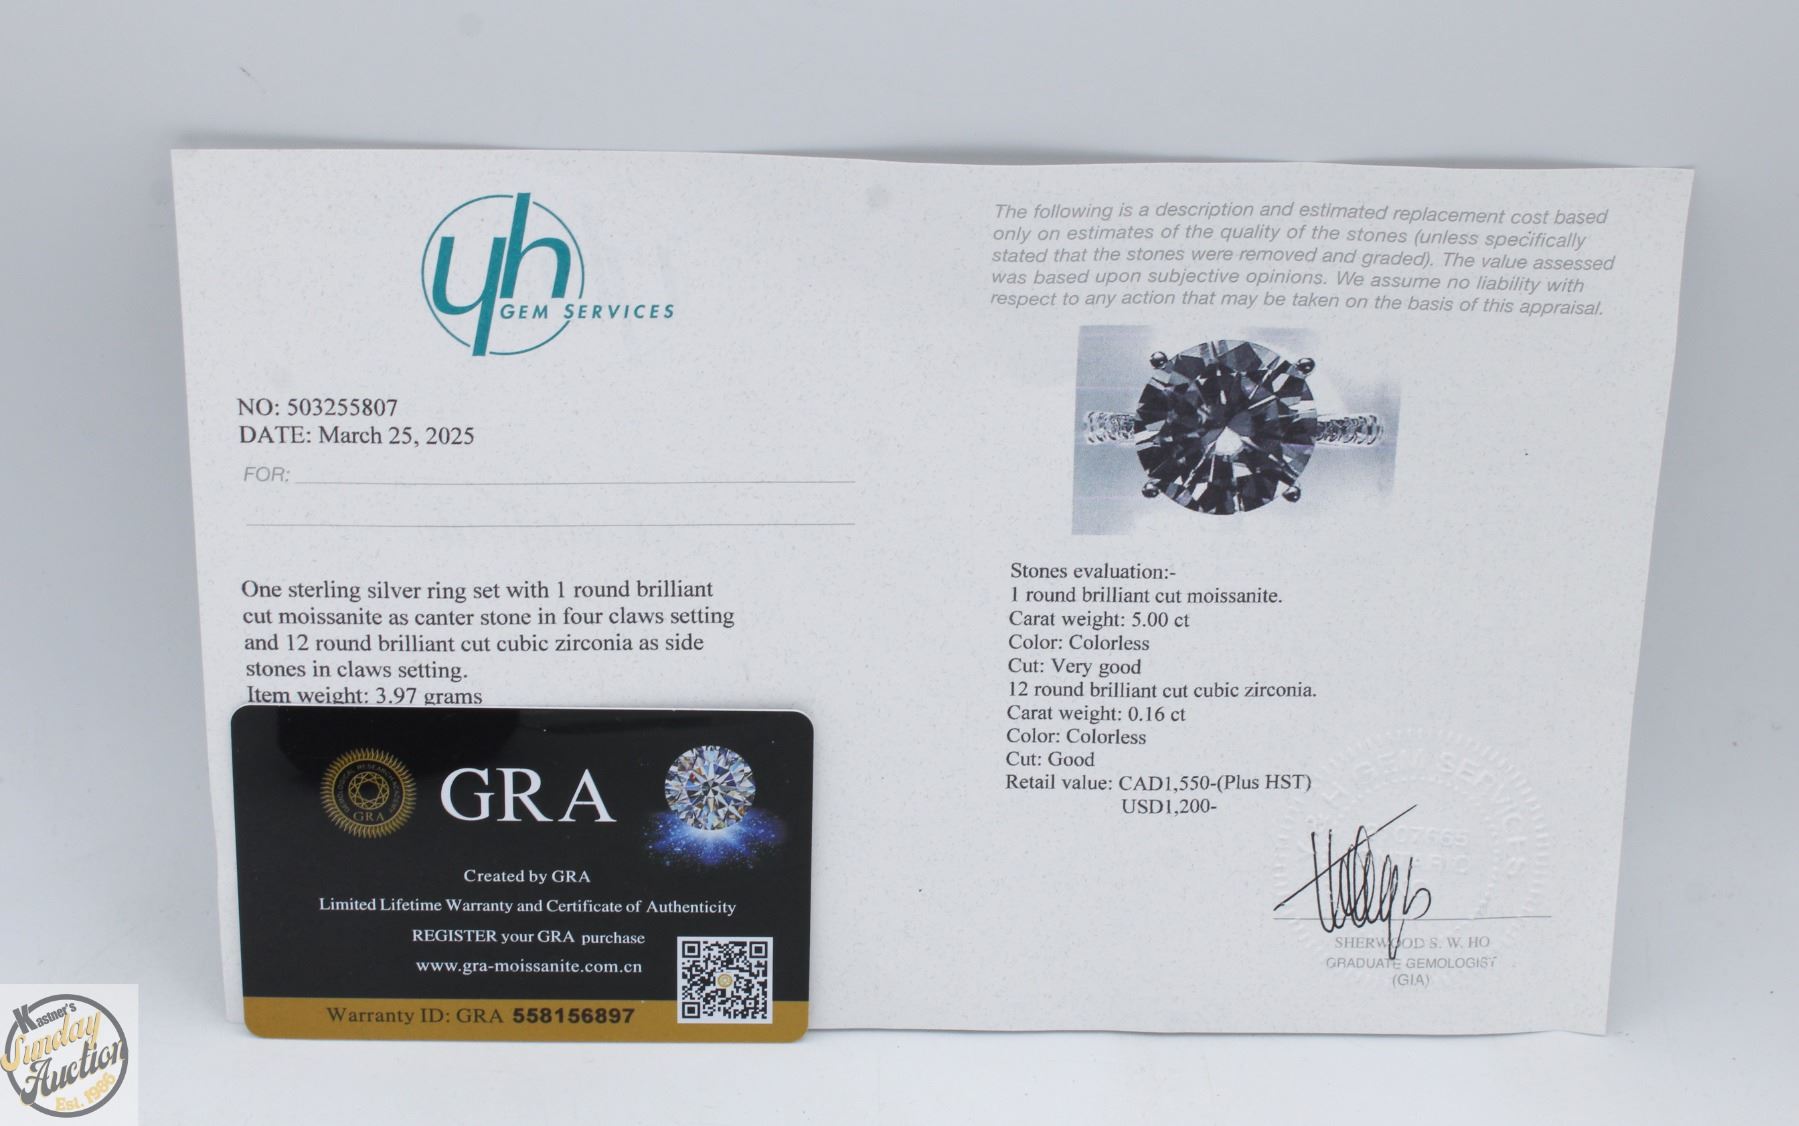 yh
GEM SERVICES
NO: 503255807
DATE: March 25, 2025
FOR:
One sterling silver ring set with 1 round brilliant
cut moissanite as canter stone in four claws setting
and 12 round brilliant cut cubic zirconia as side
stones in claws setting.
Item weight: 3.97 grams
GEMOLOGICAL RESEARCH ACADEMY
GRA
GRA
Created by GRA
Limited Lifetime Warranty and Certificate of Authenticity
REGISTER your GRA purchase
www.gra-moissanite.com.cn
Warranty ID: GRA 558156897
The following is a description and estimated replacement cost based
only on estimates of the quality of the stones (unless specifically
stated that the stones were removed and graded). The value assessed
was based upon subjective opinions. We assume no liability with
respect to any action that may be taken on the basis of this appraisal.
Stones evaluation:-
1 round brilliant cut moissanite.
Carat weight: 5.00 ct
Color: Colorless
Cut: Very good
12 round brilliant cut cubic zirconia.
Carat weight: 0.16 ct
Color: Colorless
Cut: Good
Retail value: CAD1,550-(Plus HST)
USD1,200-
SERVICES
SHERWOOD S. W. HO
GRADUATE GEMOLOGIST
(GIA)
Kastner's
Sunday
Auction
Est. 1986